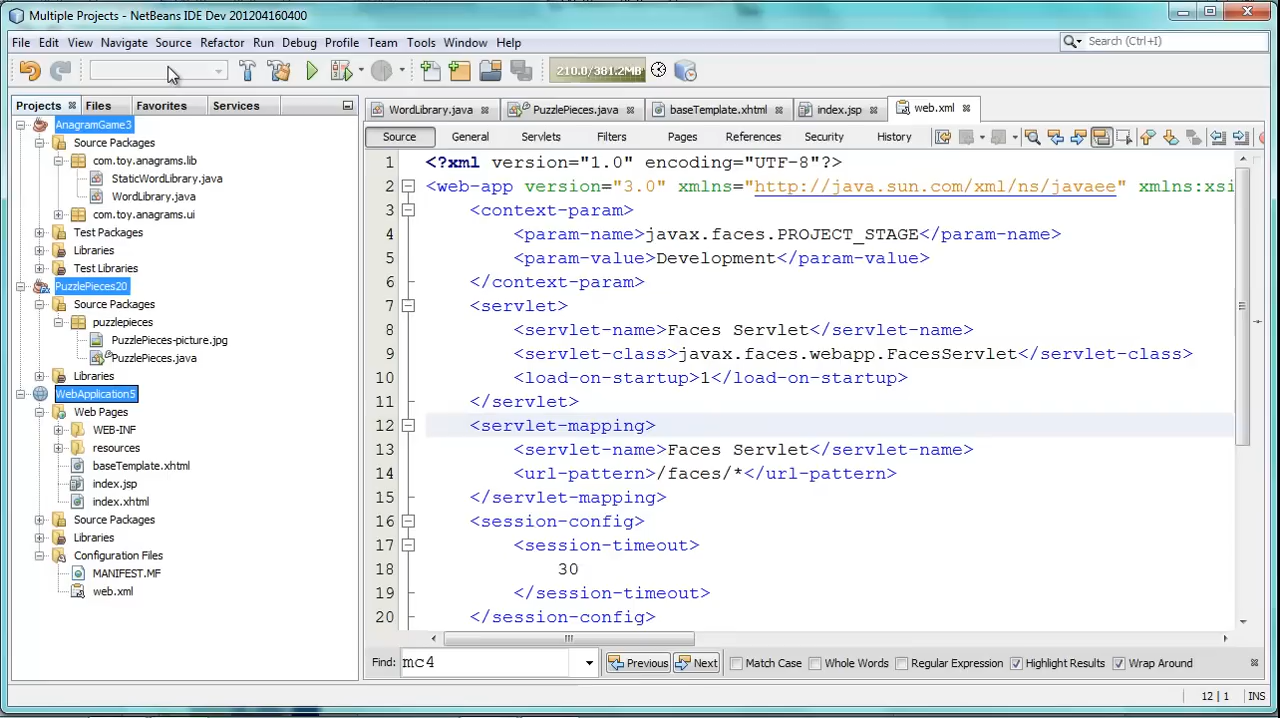 Multiple Projects - NetBeans IDE Dev 201204160400
File Edit View Navigate Source Refactor Run Debug Profile Team Tools Window Help
Search (Ctrl+I)
210.0/381.2MB
Projects Files Favorites Services
WordLibrary.java PuzzlePieces.java baseTemplate.xhtml index.jsp web.xml
Source General Servlets Filters Pages References Security History
AnagramGame3
Source Packages
com.toy.anagrams.lib
StaticWordLibrary.java
WordLibrary.java
com.toy.anagrams.ui
Test Packages
Libraries
Test Libraries
PuzzlePieces20
Source Packages
puzzlepieces
PuzzlePieces-picture.jpg
PuzzlePieces.java
Libraries
WebApplication5
Web Pages
WEB-INF
resources
baseTemplate.xhtml
index.jsp
index.xhtml
Source Packages
Libraries
Configuration Files
MANIFEST.MF
web.xml
1 <?xml version="1.0" encoding="UTF-8"?>
2 <web-app version="3.0" xmlns="http://java.sun.com/xml/ns/javaee" xmlns:xsi
3 <context-param>
4 <param-name>javax.faces.PROJECT_STAGE</param-name>
5 <param-value>Development</param-value>
6 </context-param>
7 <servlet>
8 <servlet-name>Faces Servlet</servlet-name>
9 <servlet-class>javax.faces.webapp.FacesServlet</servlet-class>
10 <load-on-startup>1</load-on-startup>
11 </servlet>
12 <servlet-mapping>
13 <servlet-name>Faces Servlet</servlet-name>
14 <url-pattern>/faces/*</url-pattern>
15 </servlet-mapping>
16 <session-config>
17 <session-timeout>
18 30
19 </session-timeout>
20 </session-config>
Find: mc4 Previous Next Match Case Whole Words Regular Expression Highlight Results Wrap Around
12 | 1 INS